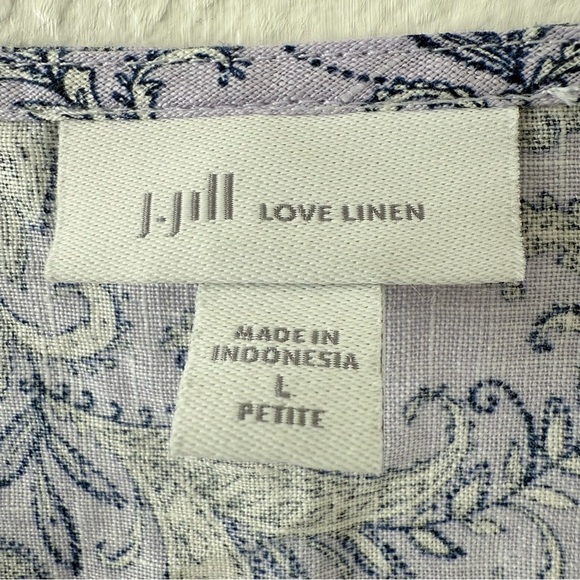 J.Jill LOVE LINEN
MADE IN
INDONESIA
L
PETITE